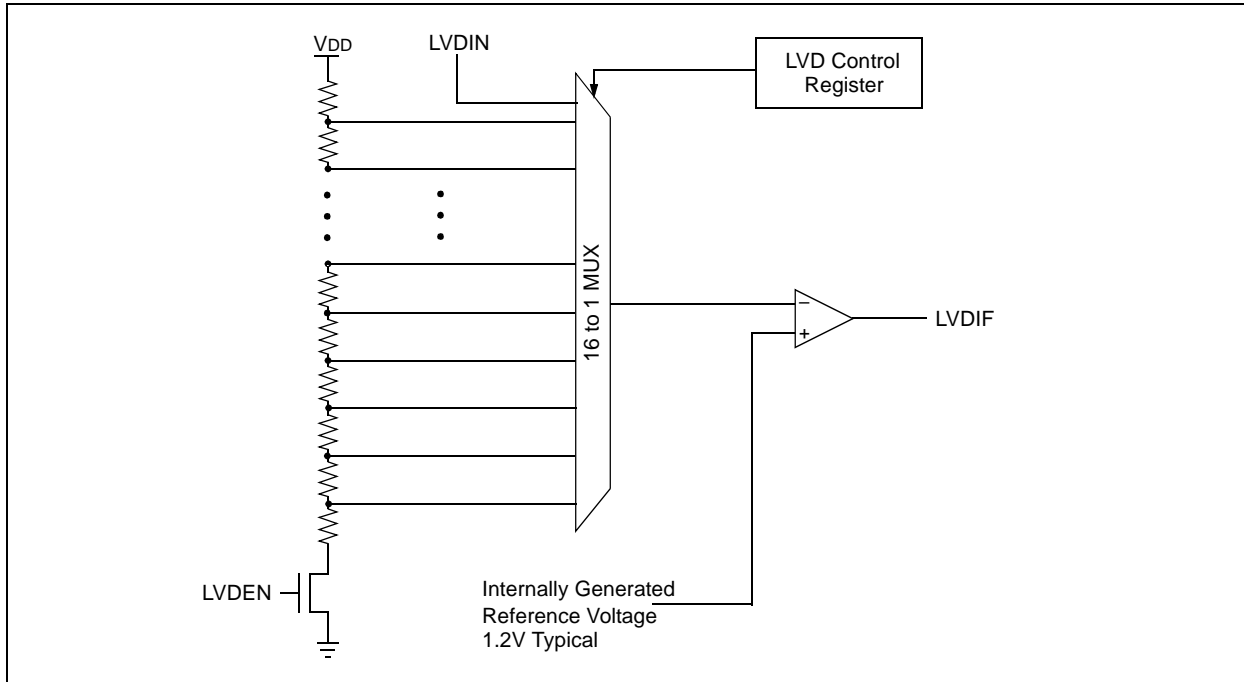 VDD
LVDIN
LVD Control
Register
16 to 1 MUX
–
+
LVDIF
LVDEN
Internally Generated
Reference Voltage
1.2V Typical